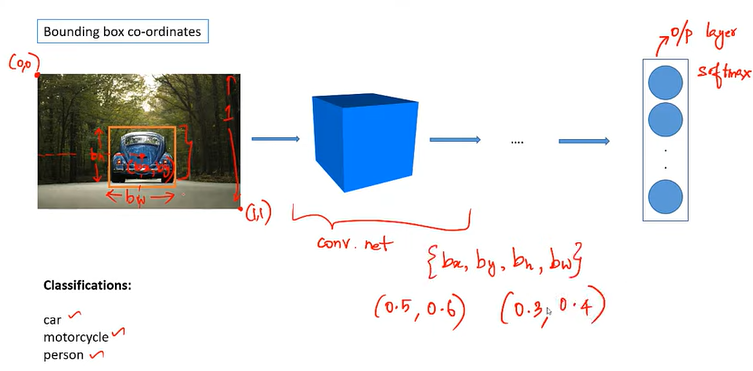 Bounding box co-ordinates
(0,0)
O/p layer
softmax
1
bh
bw
(1,1)
....
conv. net
{bx, by, bh, bw}
(0.5, 0.6) (0.3, 0.4)
Classifications:
car
motorcycle
person